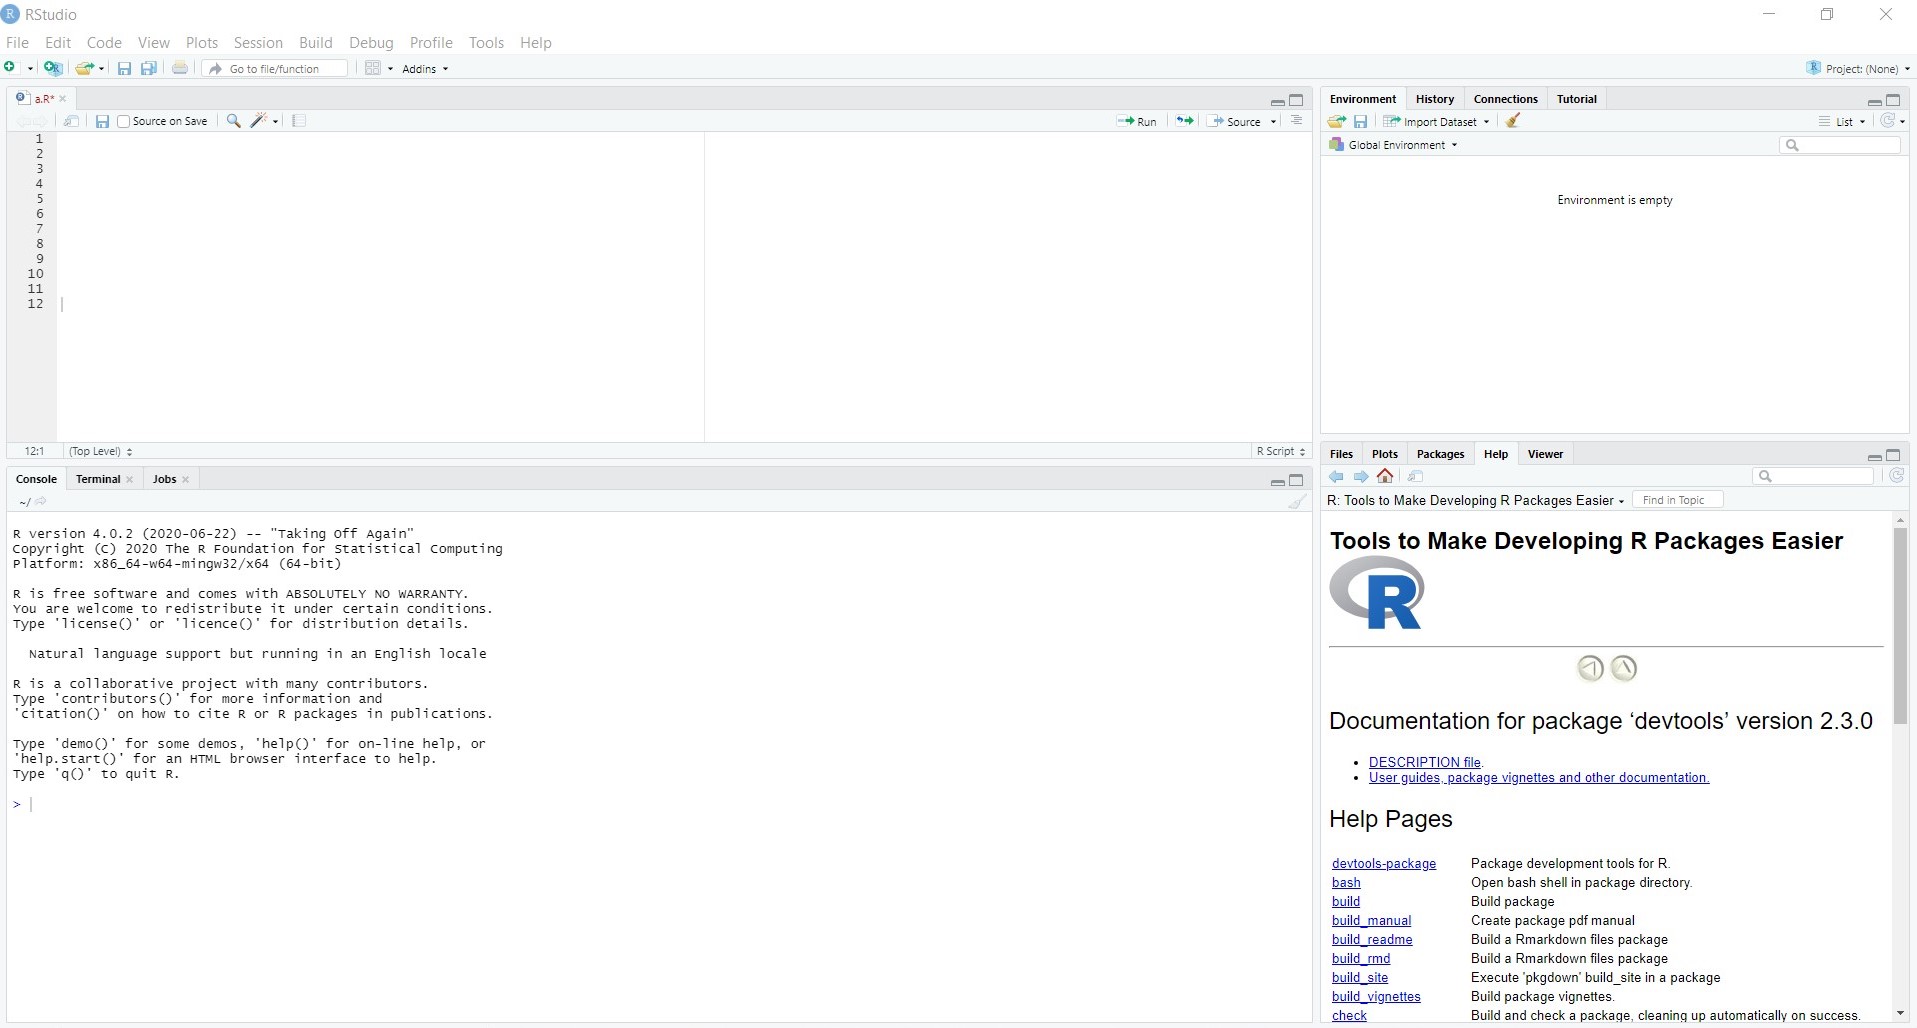 RStudio
File Edit Code View Plots Session Build Debug Profile Tools Help
Go to file/function Addins Project: (None)
a.R*
Source on Save Run Source
1
2
3
4
5
6
7
8
9
10
11
12
12:1 (Top Level) R Script
Console Terminal Jobs
~/
R version 4.0.2 (2020-06-22) -- "Taking Off Again"
Copyright (C) 2020 The R Foundation for Statistical Computing
Platform: x86_64-w64-mingw32/x64 (64-bit)
R is free software and comes with ABSOLUTELY NO WARRANTY.
You are welcome to redistribute it under certain conditions.
Type 'license()' or 'licence()' for distribution details.
Natural language support but running in an English locale
R is a collaborative project with many contributors.
Type 'contributors()' for more information and
'citation()' on how to cite R or R packages in publications.
Type 'demo()' for some demos, 'help()' for on-line help, or
'help.start()' for an HTML browser interface to help.
Type 'q()' to quit R.
>
Environment History Connections Tutorial
Import Dataset List
Global Environment
Environment is empty
Files Plots Packages Help Viewer
R: Tools to Make Developing R Packages Easier Find in Topic
Tools to Make Developing R Packages Easier
R
Documentation for package ‘devtools’ version 2.3.0
DESCRIPTION file.
User guides, package vignettes and other documentation.
Help Pages
devtools-package Package development tools for R.
bash Open bash shell in package directory.
build Build package
build_manual Create package pdf manual
build_readme Build a Rmarkdown files package
build_rmd Build a Rmarkdown files package
build_site Execute 'pkgdown' build_site in a package
build_vignettes Build package vignettes.
check Build and check a package, cleaning up automatically on success.